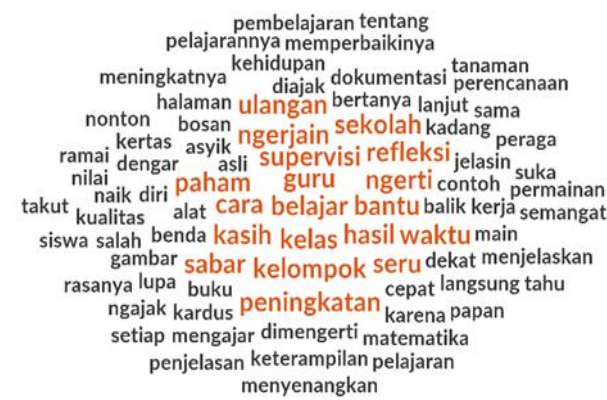 pembelajaran tentang
pelajarannya memperbaikinya
kehidupan
meningkatnya diajak dokumentasi tanaman
perencanaan
halaman ulangan bertanya lanjut sama
nonton bosan ngerjain sekolah kadang
kertas asyik peraga
ramai dengar asli supervisi refleksi jelasin
nilai naik diri paham guru ngerti contoh suka
permainan
takut kualitas alat cara belajar bantu balik kerja semangat
siswa salah benda kasih kelas hasil waktu main
gambar sabar kelompok seru dekat menjelaskan
rasanya lupa buku cepat langsung tahu
ngajak kardus peningkatan karena papan
setiap mengajar dimengerti matematika
penjelasan keterampilan pelajaran
menyenangkan